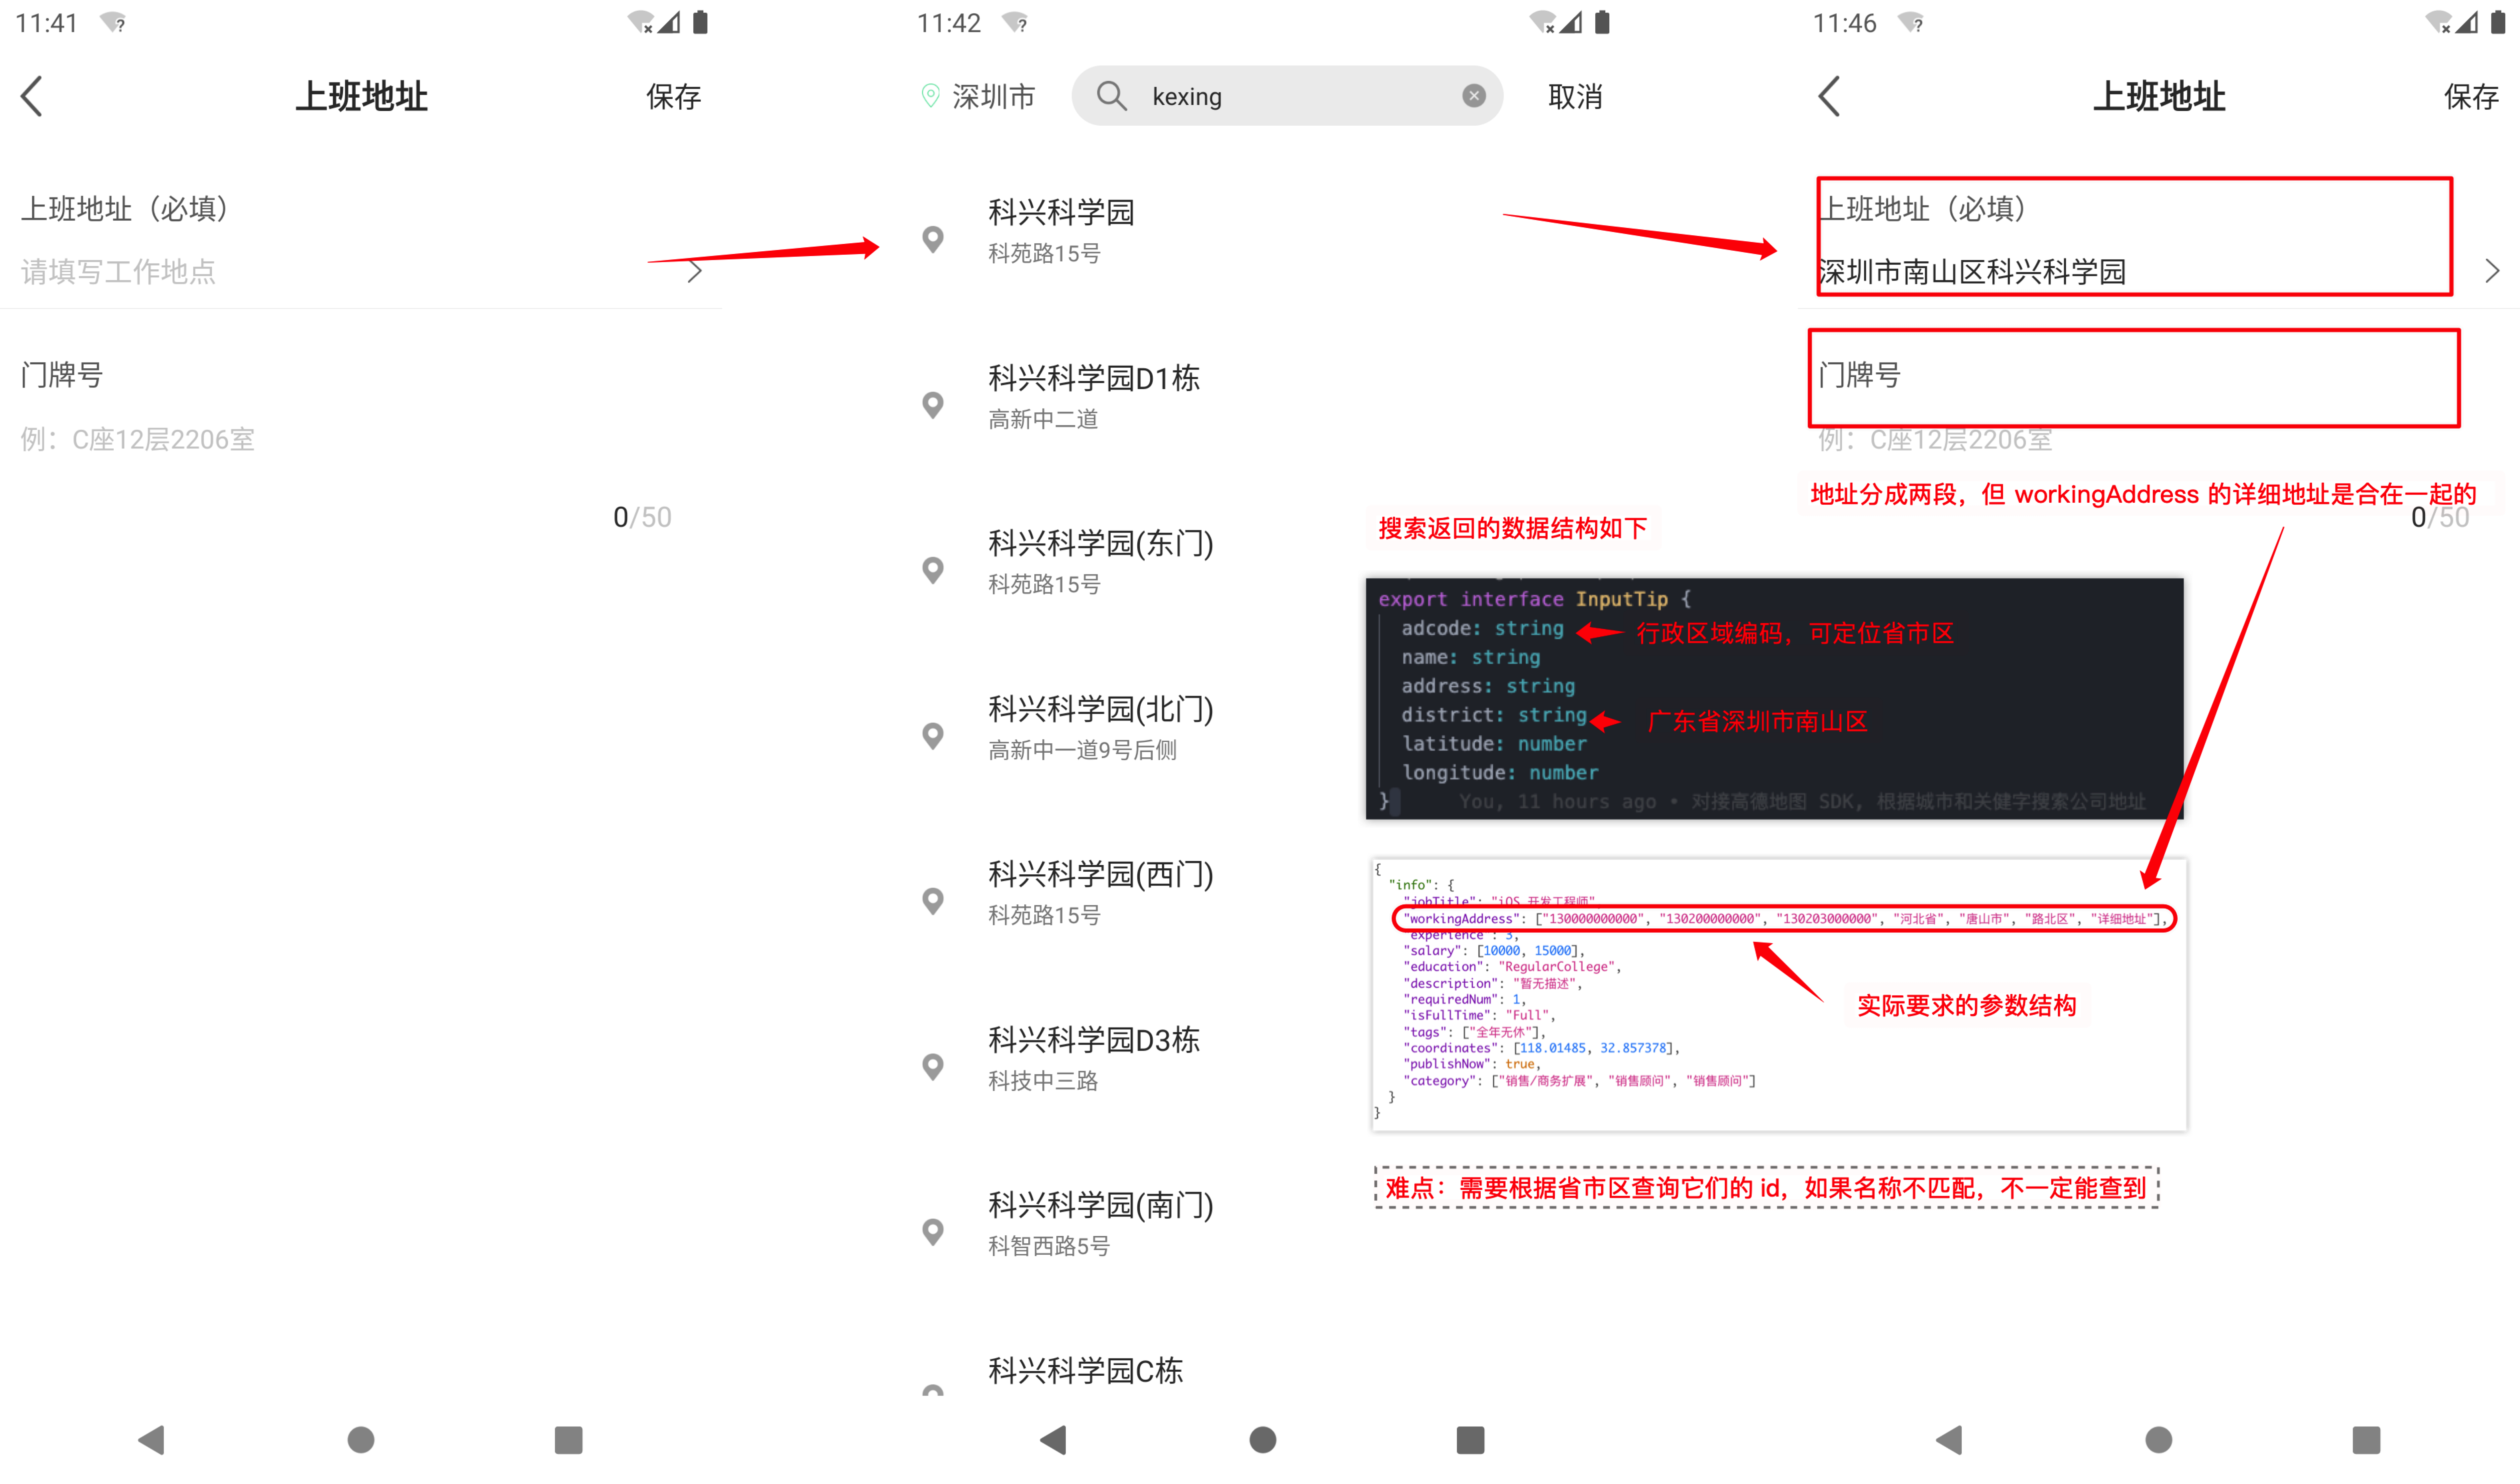 11:41
上班地址
保存
上班地址（必填）
请填写工作地点
门牌号
例：C座12层2206室
0/50
11:42
深圳市
kexing
取消
科兴科学园
科苑路15号
科兴科学园D1栋
高新中二道
科兴科学园(东门)
科苑路15号
科兴科学园(北门)
高新中一道9号后侧
科兴科学园(西门)
科苑路15号
科兴科学园D3栋
科技中三路
科兴科学园(南门)
科智西路5号
科兴科学园C栋
11:46
上班地址
保存
上班地址（必填）
深圳市南山区科兴科学园
门牌号
例：C座12层2206室
地址分成两段，但 workingAddress 的详细地址是合在一起的
0/50
搜索返回的数据结构如下
export interface InputTip {
adcode: string 行政区域编码，可定位省市区
name: string
address: string
district: string 广东省深圳市南山区
latitude: number
longitude: number
} You, 11 hours ago • 对接高德地图 SDK, 根据城市和关健字搜索公司地址
{
"info": {
"jobTitle": "iOS 开发工程师"
"workingAddress": ["130000000000", "130200000000", "130203000000", "河北省", "唐山市", "路北区", "详细地址"],
"experience": 3,
"salary": [10000, 15000],
"education": "RegularCollege",
"description": "暂无描述",
"requiredNum": 1,
"isFullTime": "Full",
"tags": ["全年无休"],
"coordinates": [118.01485, 32.857378],
"publishNow": true,
"category": ["销售/商务扩展", "销售顾问", "销售顾问"]
}
}
实际要求的参数结构
难点：需要根据省市区查询它们的 id，如果名称不匹配，不一定能查到